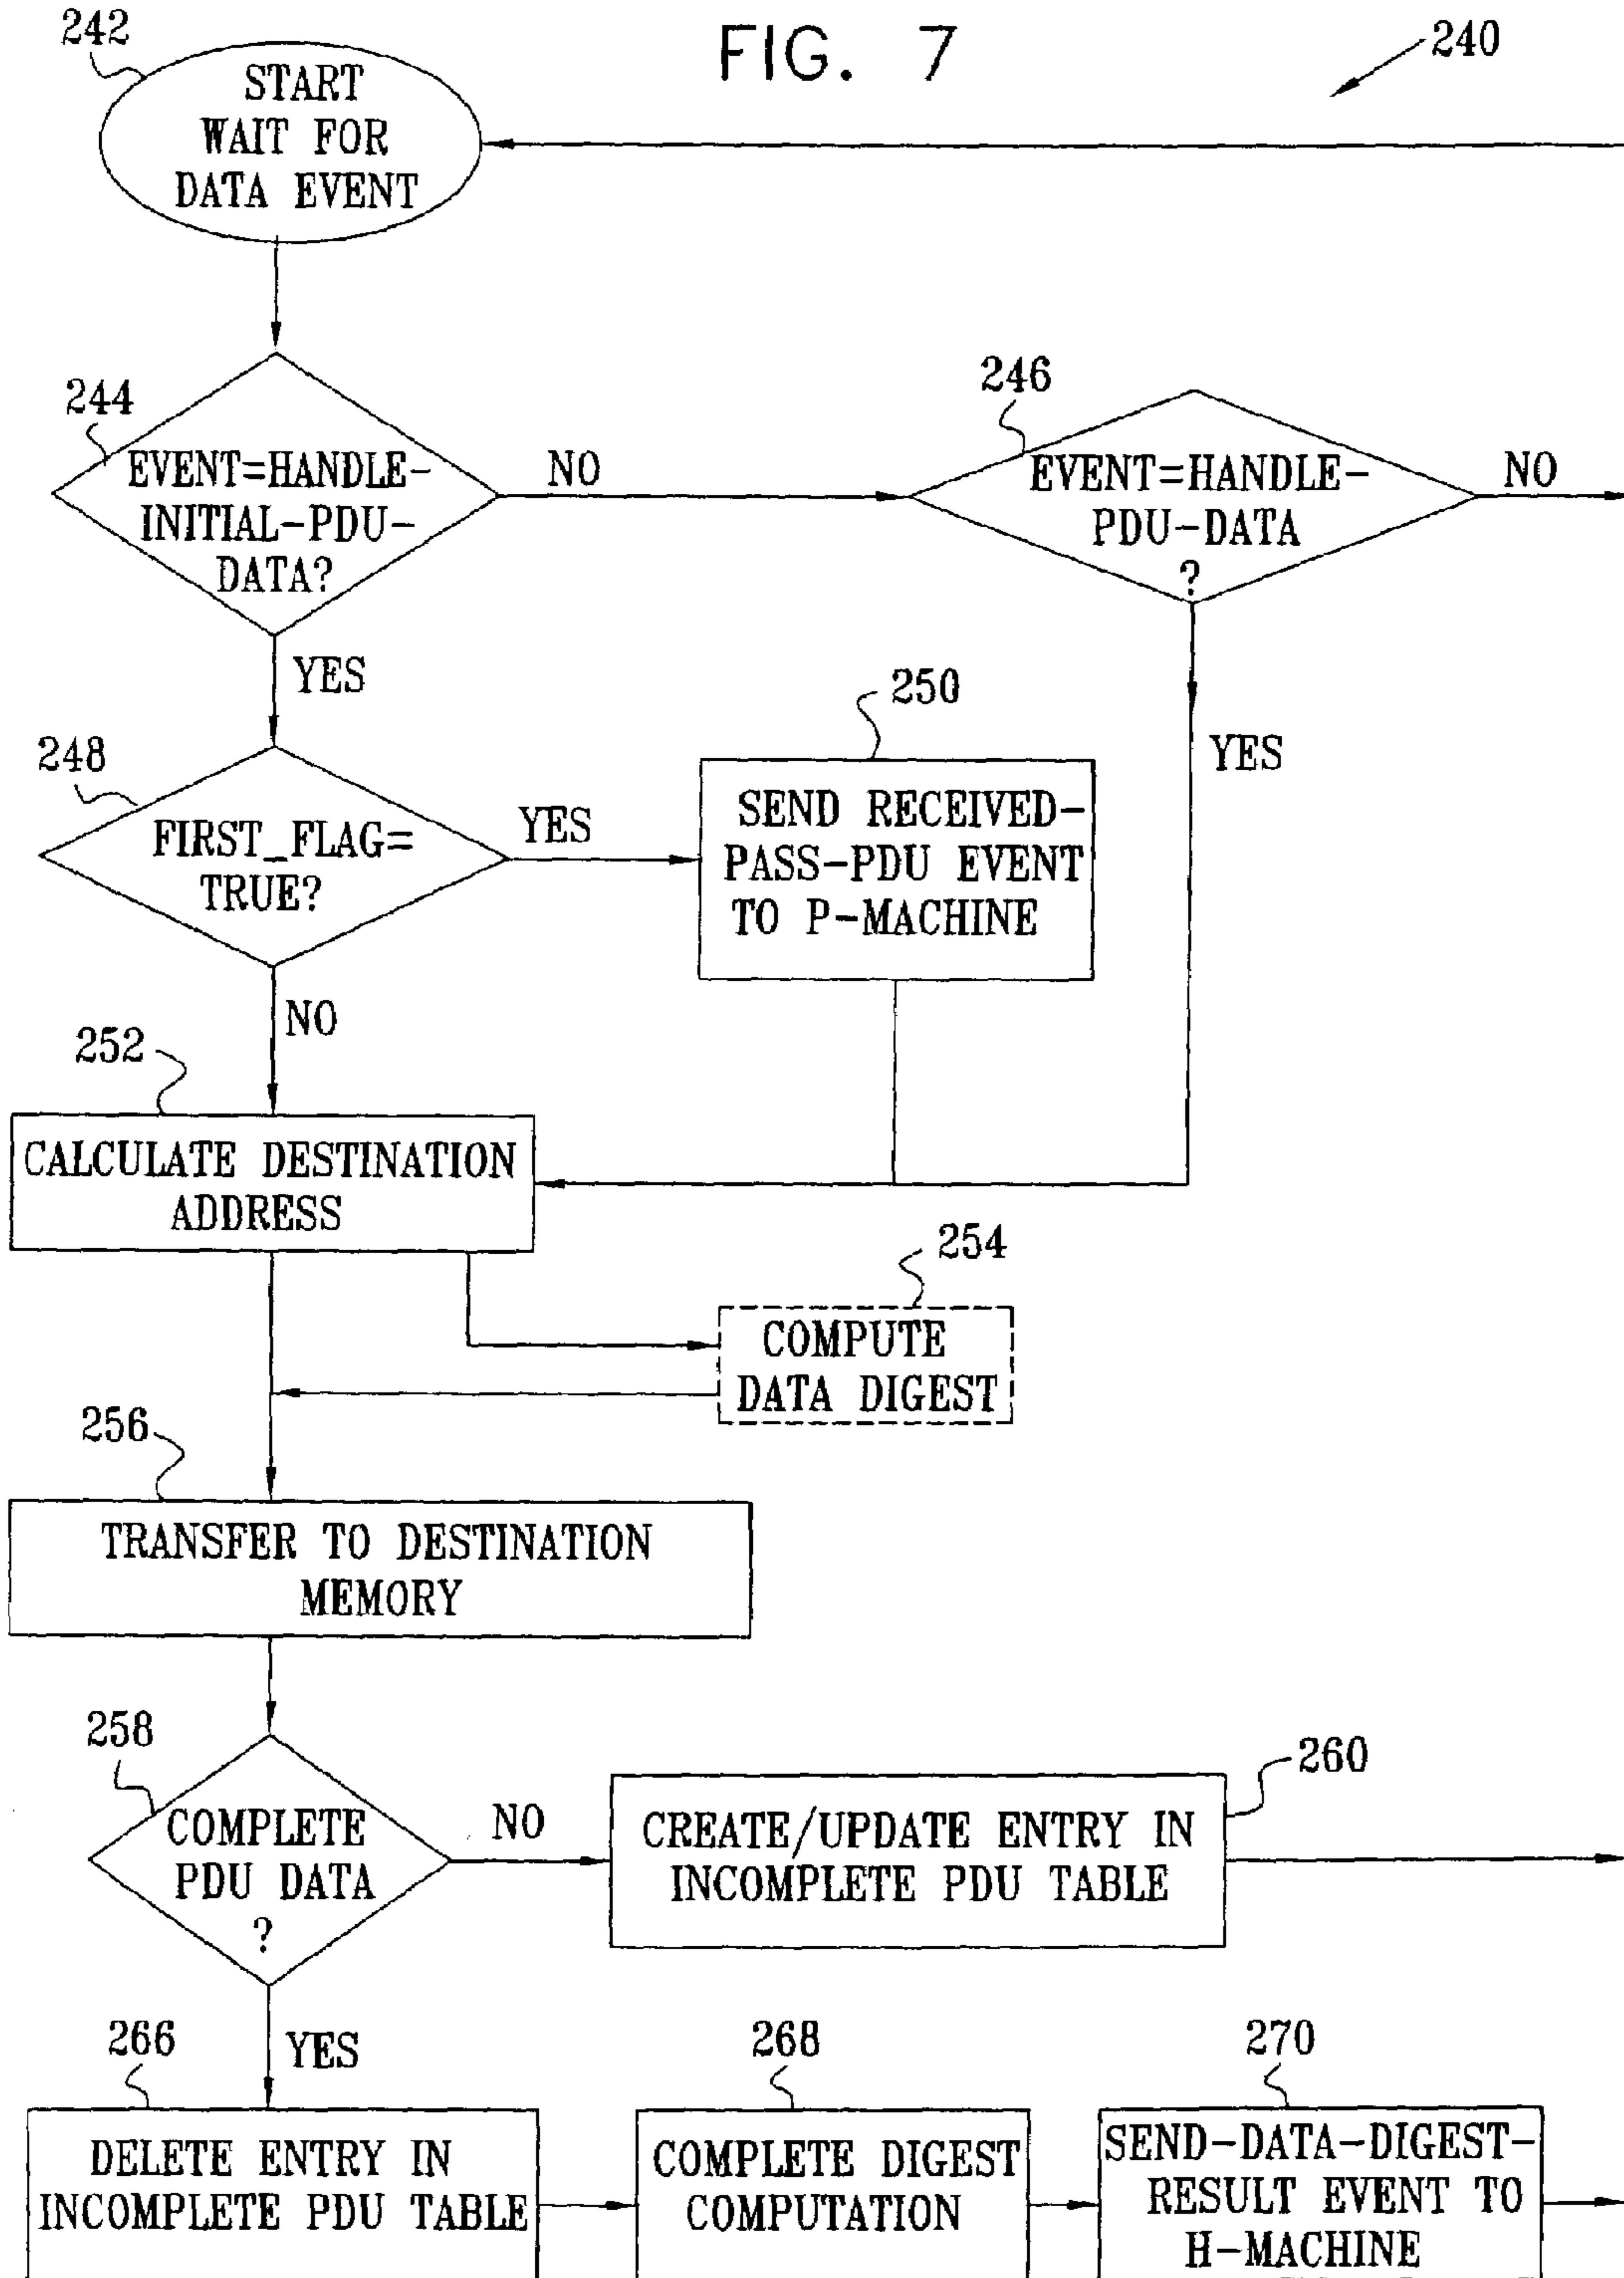 FIG. 7
240
242
START
WAIT FOR
DATA EVENT
244
EVENT=HANDLE-
INITIAL-PDU-
DATA?
NO
246
EVENT=HANDLE-
PDU-DATA
?
NO
YES
YES
248
FIRST_FLAG=
TRUE?
YES
250
SEND RECEIVED-
PASS-PDU EVENT
TO P-MACHINE
NO
252
CALCULATE DESTINATION
ADDRESS
254
COMPUTE
DATA DIGEST
256
TRANSFER TO DESTINATION
MEMORY
258
COMPLETE
PDU DATA
?
NO
260
CREATE/UPDATE ENTRY IN
INCOMPLETE PDU TABLE
YES
266
DELETE ENTRY IN
INCOMPLETE PDU TABLE
268
COMPLETE DIGEST
COMPUTATION
270
SEND-DATA-DIGEST-
RESULT EVENT TO
H-MACHINE